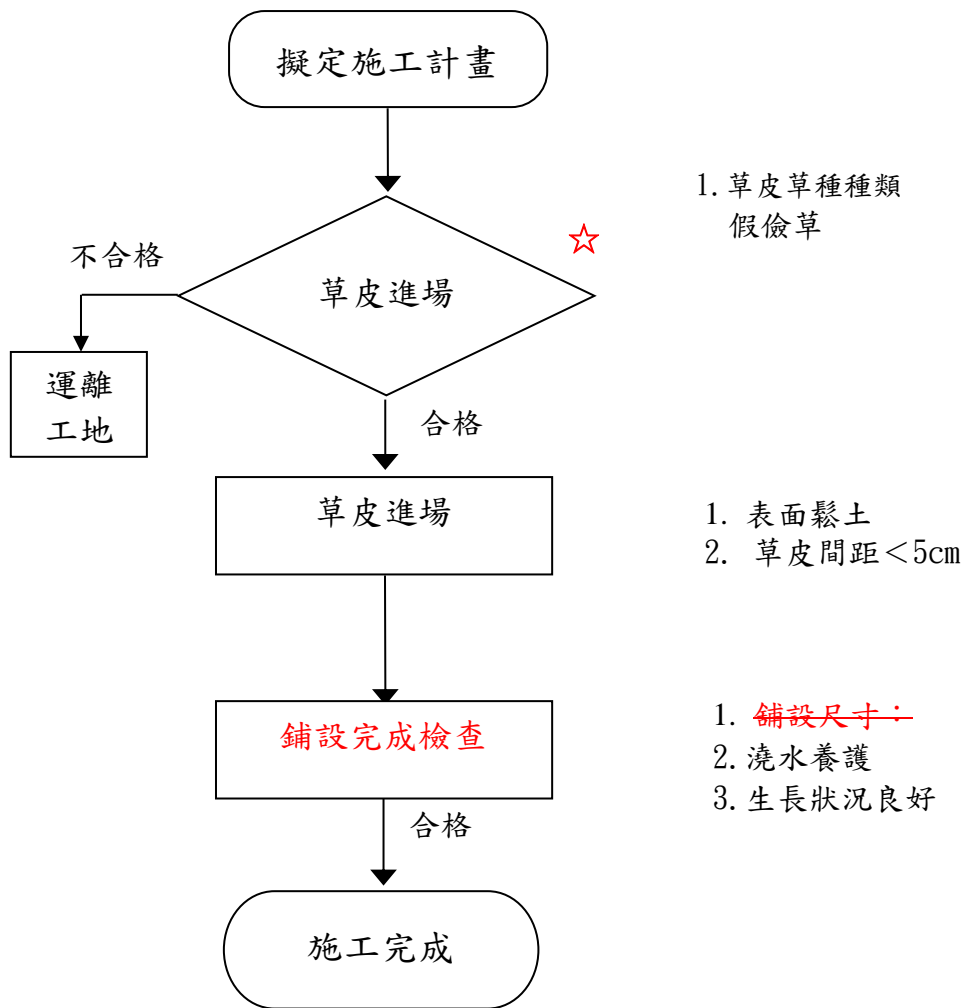 擬定施工計畫
1.草皮草種種類
假儉草
☆
不合格
草皮進場
運離
工地
合格
草皮進場
1. 表面鬆土
2. 草皮間距＜5cm
鋪設完成檢查
1. 舖設尺寸：
2.澆水養護
3.生長狀況良好
合格
施工完成